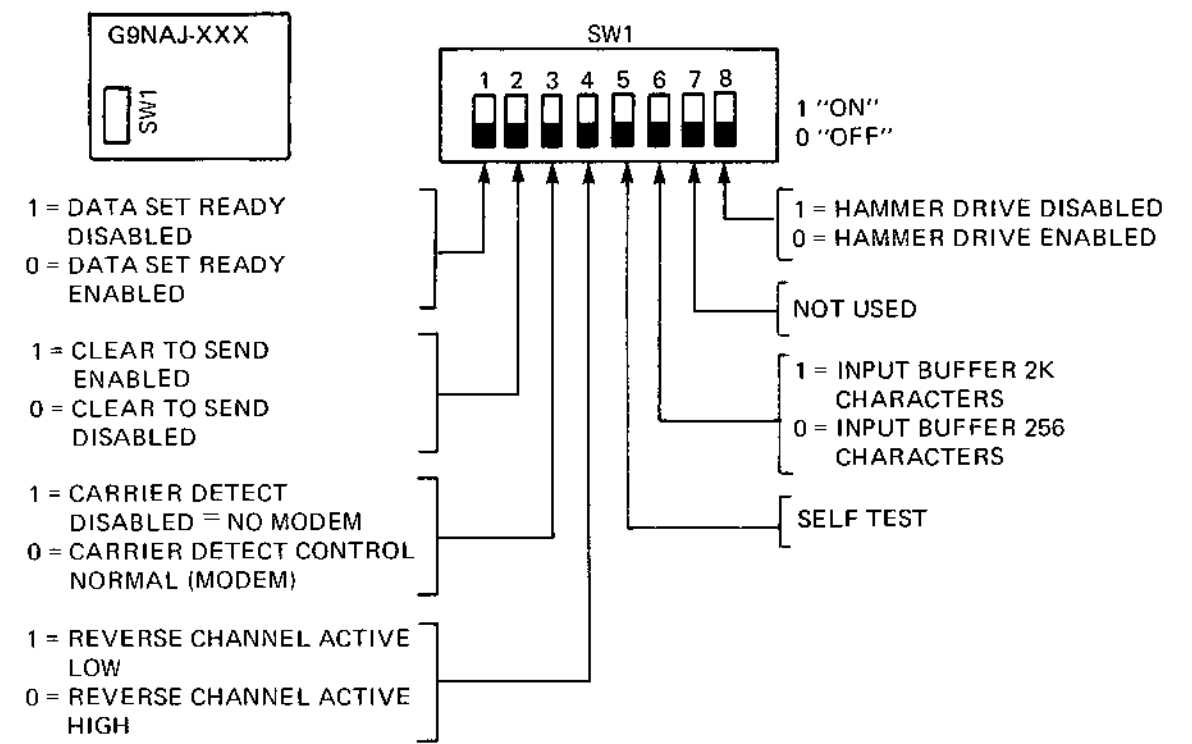 G9NAJ-XXX
SW1
SW1
1 2 3 4 5 6 7 8
1 "ON"
0 "OFF"
1 = DATA SET READY
DISABLED
0 = DATA SET READY
ENABLED
1 = CLEAR TO SEND
ENABLED
0 = CLEAR TO SEND
DISABLED
1 = CARRIER DETECT
DISABLED = NO MODEM
0 = CARRIER DETECT CONTROL
NORMAL (MODEM)
1 = REVERSE CHANNEL ACTIVE
LOW
0 = REVERSE CHANNEL ACTIVE
HIGH
1 = HAMMER DRIVE DISABLED
0 = HAMMER DRIVE ENABLED
NOT USED
1 = INPUT BUFFER 2K
CHARACTERS
0 = INPUT BUFFER 256
CHARACTERS
SELF TEST